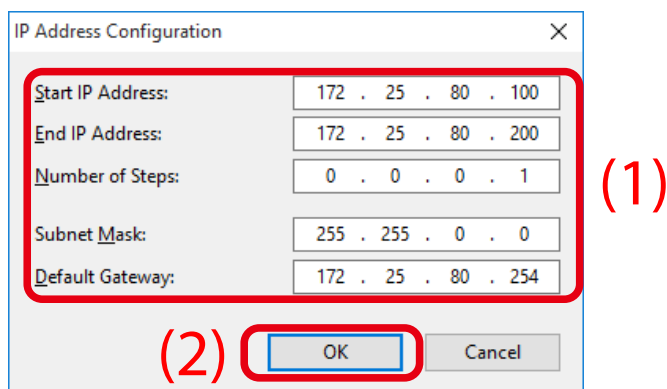 IP Address Configuration
Start IP Address: 172 . 25 . 80 . 100
End IP Address: 172 . 25 . 80 . 200
Number of Steps: 0 . 0 . 0 . 1
(1)
Subnet Mask: 255 . 255 . 0 . 0
Default Gateway: 172 . 25 . 80 . 254
(2) OK Cancel